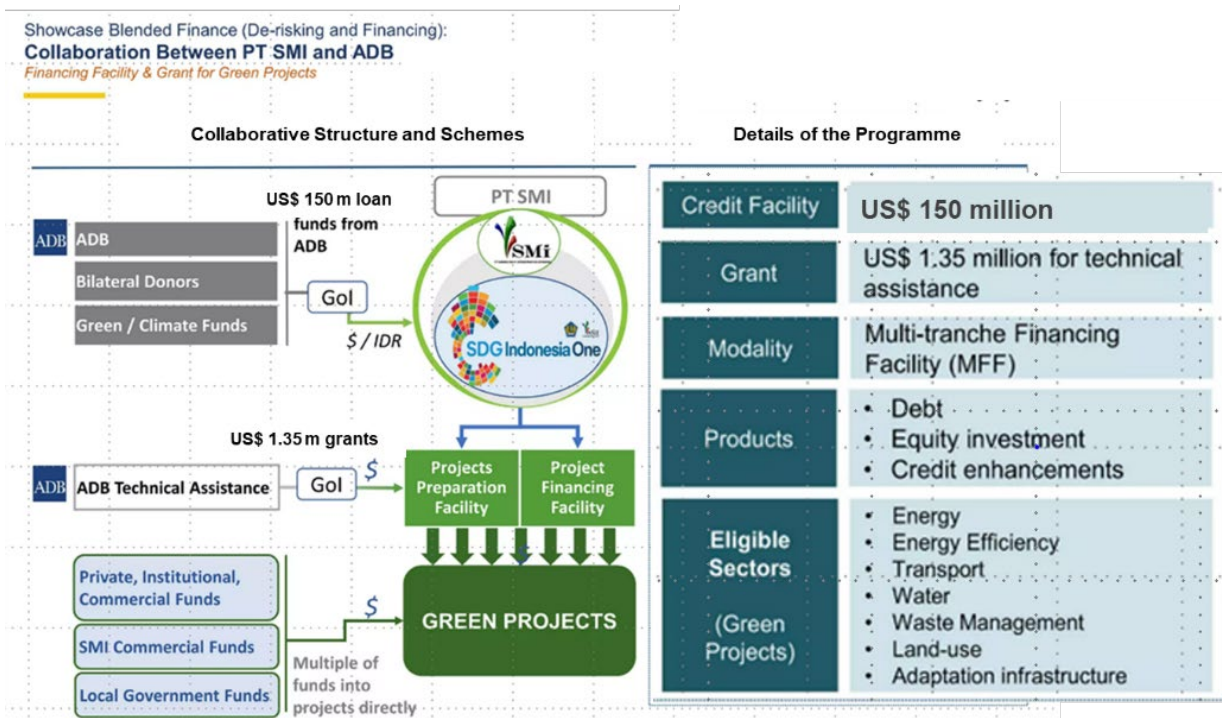 Showcase Blended Finance (De-risking and Financing):
Collaboration Between PT SMI and ADB
Financing Facility & Grant for Green Projects
Collaborative Structure and Schemes
US$ 150 m loan
funds from
ADB
PT SMI
SMi
ADB
ADB
Bilateral Donors
Green / Climate Funds
GoI
$ / IDR
SDG Indonesia One
US$ 1.35 m grants
ADB
ADB Technical Assistance
GoI
$
Projects
Preparation
Facility
Project
Financing
Facility
Private, Institutional,
Commercial Funds
SMI Commercial Funds
Local Government Funds
$
Multiple of
funds into
projects directly
GREEN PROJECTS
Details of the Programme
Credit Facility
US$ 150 million
Grant
US$ 1.35 million for technical
assistance
Modality
Multi-tranche Financing
Facility (MFF)
Products
• Debt
• Equity investment
• Credit enhancements
Eligible
Sectors
(Green
Projects)
• Energy
• Energy Efficiency
• Transport
• Water
• Waste Management
• Land-use
• Adaptation infrastructure